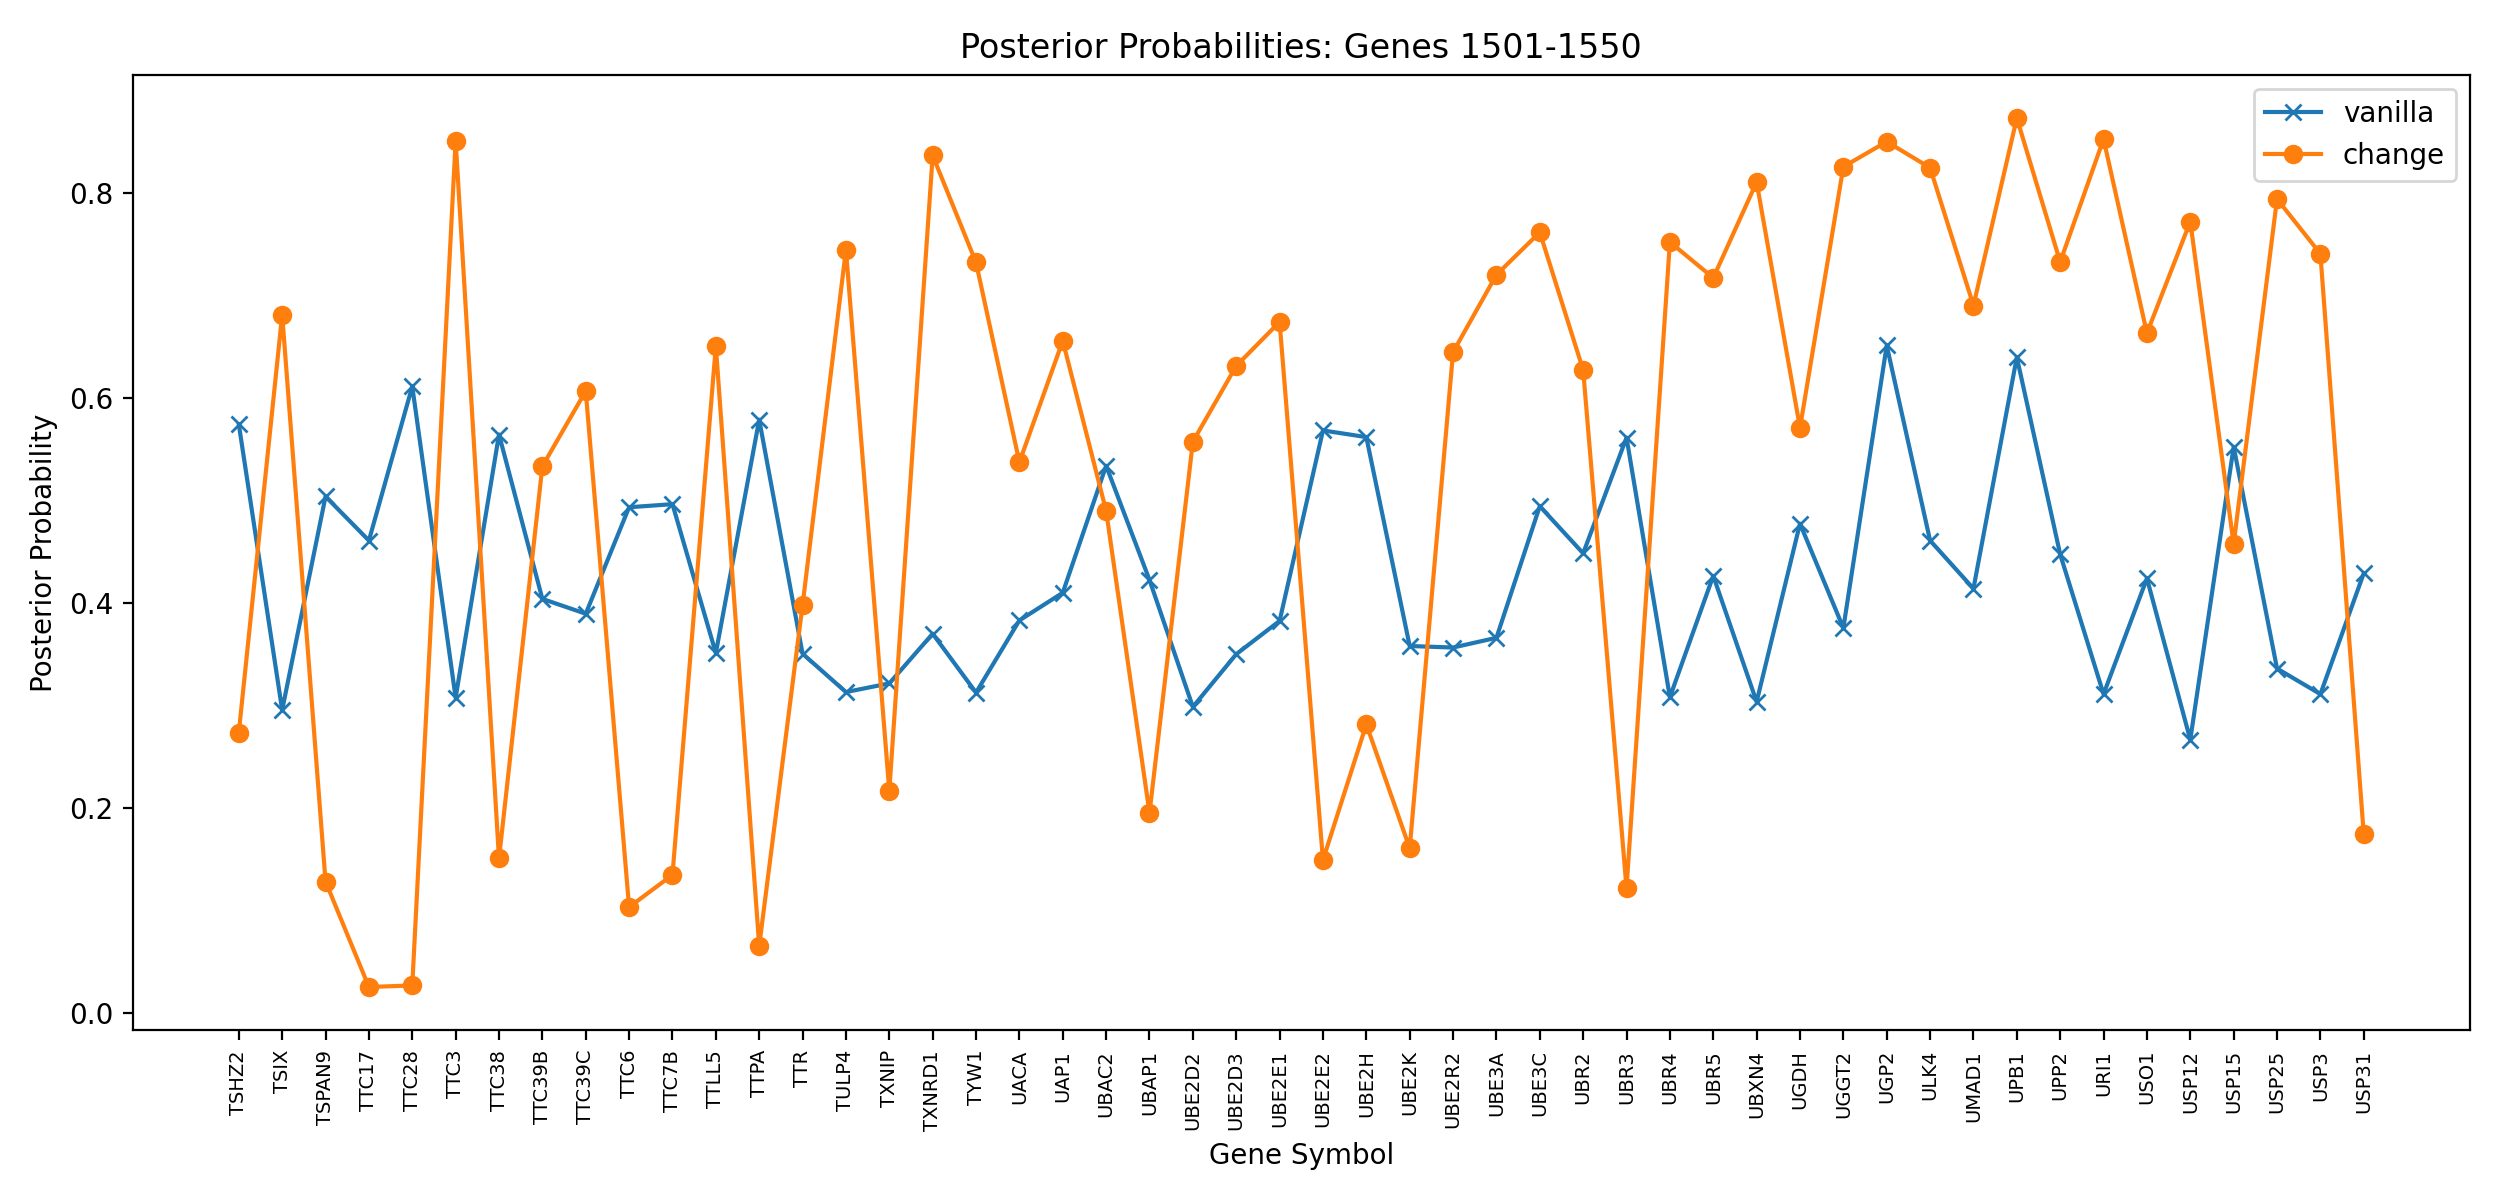 Posterior Probabilities: Genes 1501-1550
vanilla
change
Posterior Probability
0.8
0.6
0.4
0.2
0.0
TSHZ2
TSIX
TSPAN9
TTC17
TTC28
TTC3
TTC38
TTC39B
TTC39C
TTC6
TTC7B
TTLL5
TTPA
TTR
TULP4
TXNIP
TXNRD1
TYW1
UACA
UAP1
UBAC2
UBAP1
UBE2D2
UBE2D3
UBE2E1
UBE2E2
UBE2H
UBE2K
UBE2R2
UBE3A
UBE3C
UBR2
UBR3
UBR4
UBR5
UBXN4
UGDH
UGGT2
UGP2
ULK4
UMAD1
UPB1
UPP2
URI1
USO1
USP12
USP15
USP25
USP3
USP31
Gene Symbol